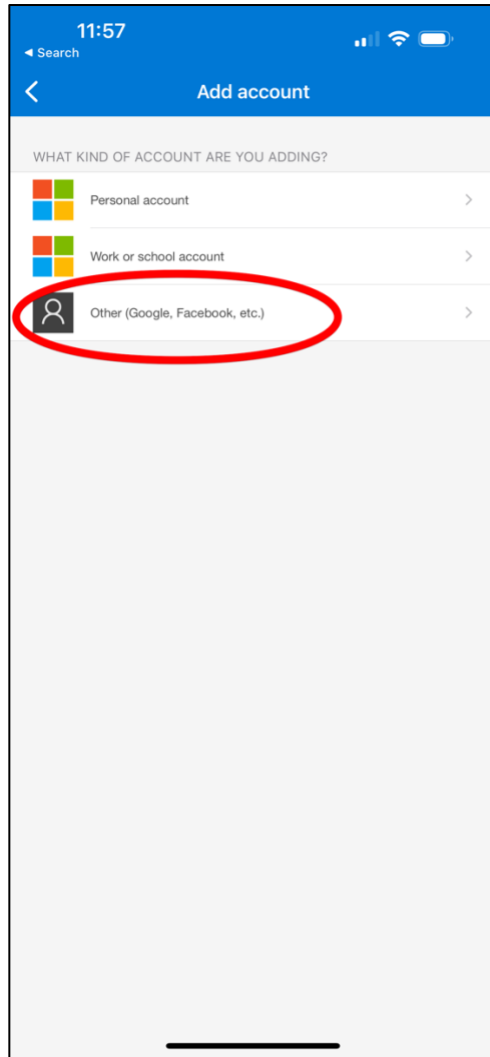 11:57
◄ Search
Add account
WHAT KIND OF ACCOUNT ARE YOU ADDING?
Personal account
Work or school account
Other (Google, Facebook, etc.)